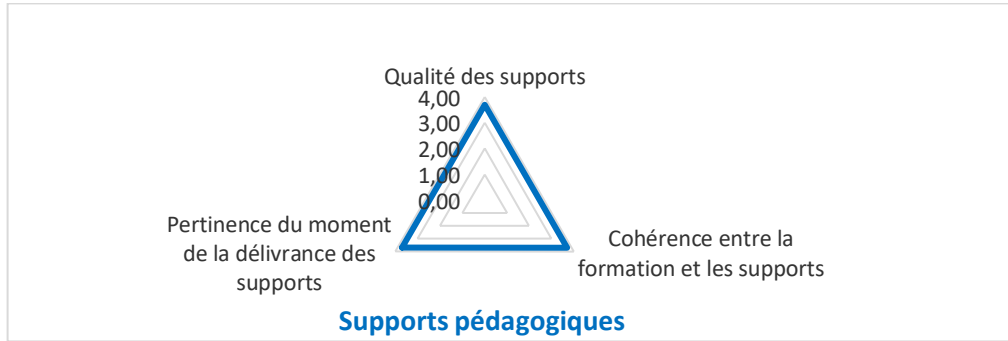 Qualité des supports
4,00
3,00
2,00
1,00
0,00
Pertinence du moment
de la délivrance des
supports
Cohérence entre la
formation et les supports
Supports pédagogiques